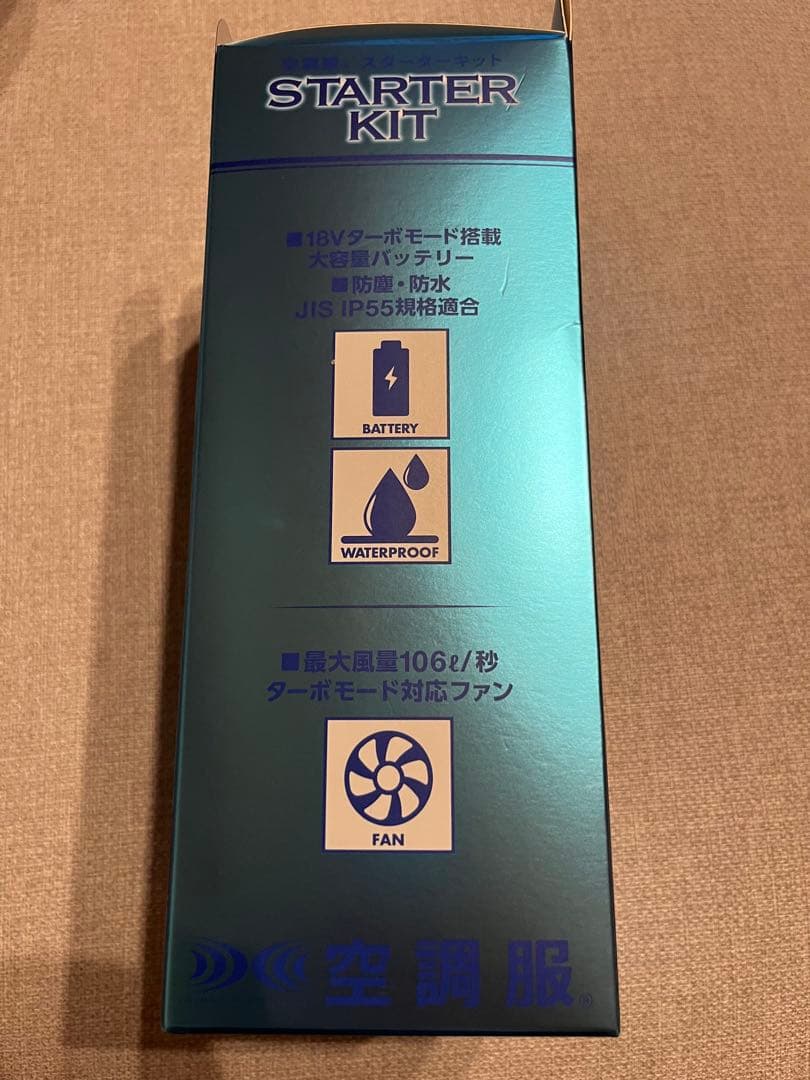 空調服® スターターキット
STARTER
KIT
■18Vターボモード搭載
大容量バッテリー
■防塵・防水
JIS IP55規格適合
BATTERY
WATERPROOF
■最大風量106ℓ/秒
ターボモード対応ファン
FAN
空調服®